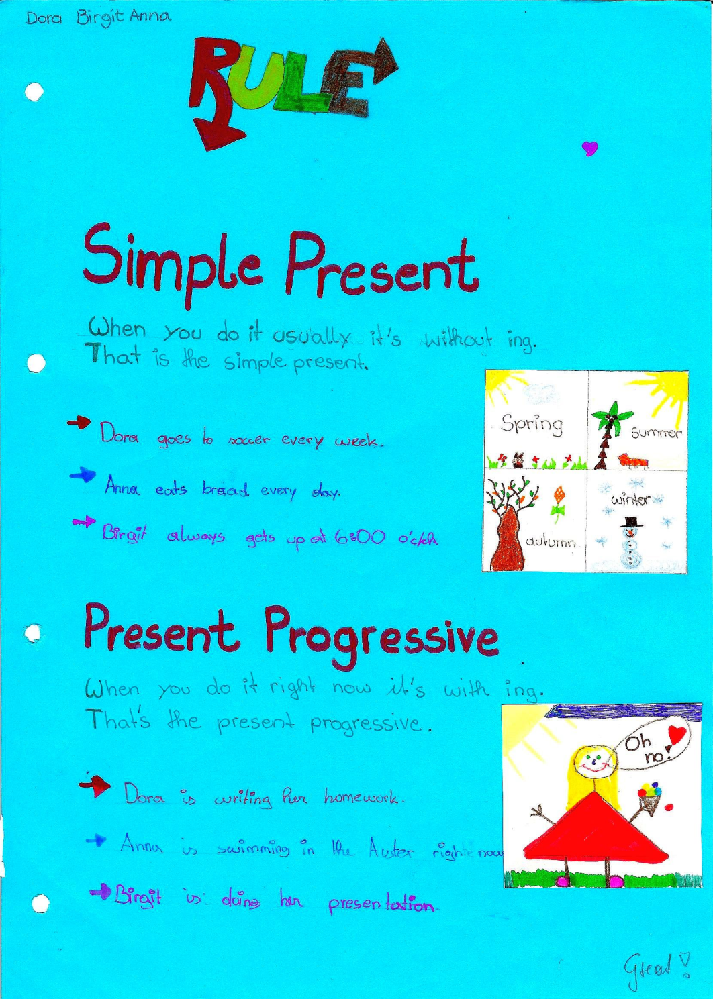 Dora Birgit Anna
RULE
Simple Present
When you do it usually it's without ing.
That is the simple present.
Dora goes to soccer every week.
Anna eats bread every day.
Birgit always gets up at 6:00 o'clck
Spring
summer
autumn
winter
Present Progressive
When you do it right now it's with ing.
That's the present progressive.
Oh
no!
Dora is writing her homework.
Anna is swimming in the Auster right now
Birgit is doing her presentation
Great!